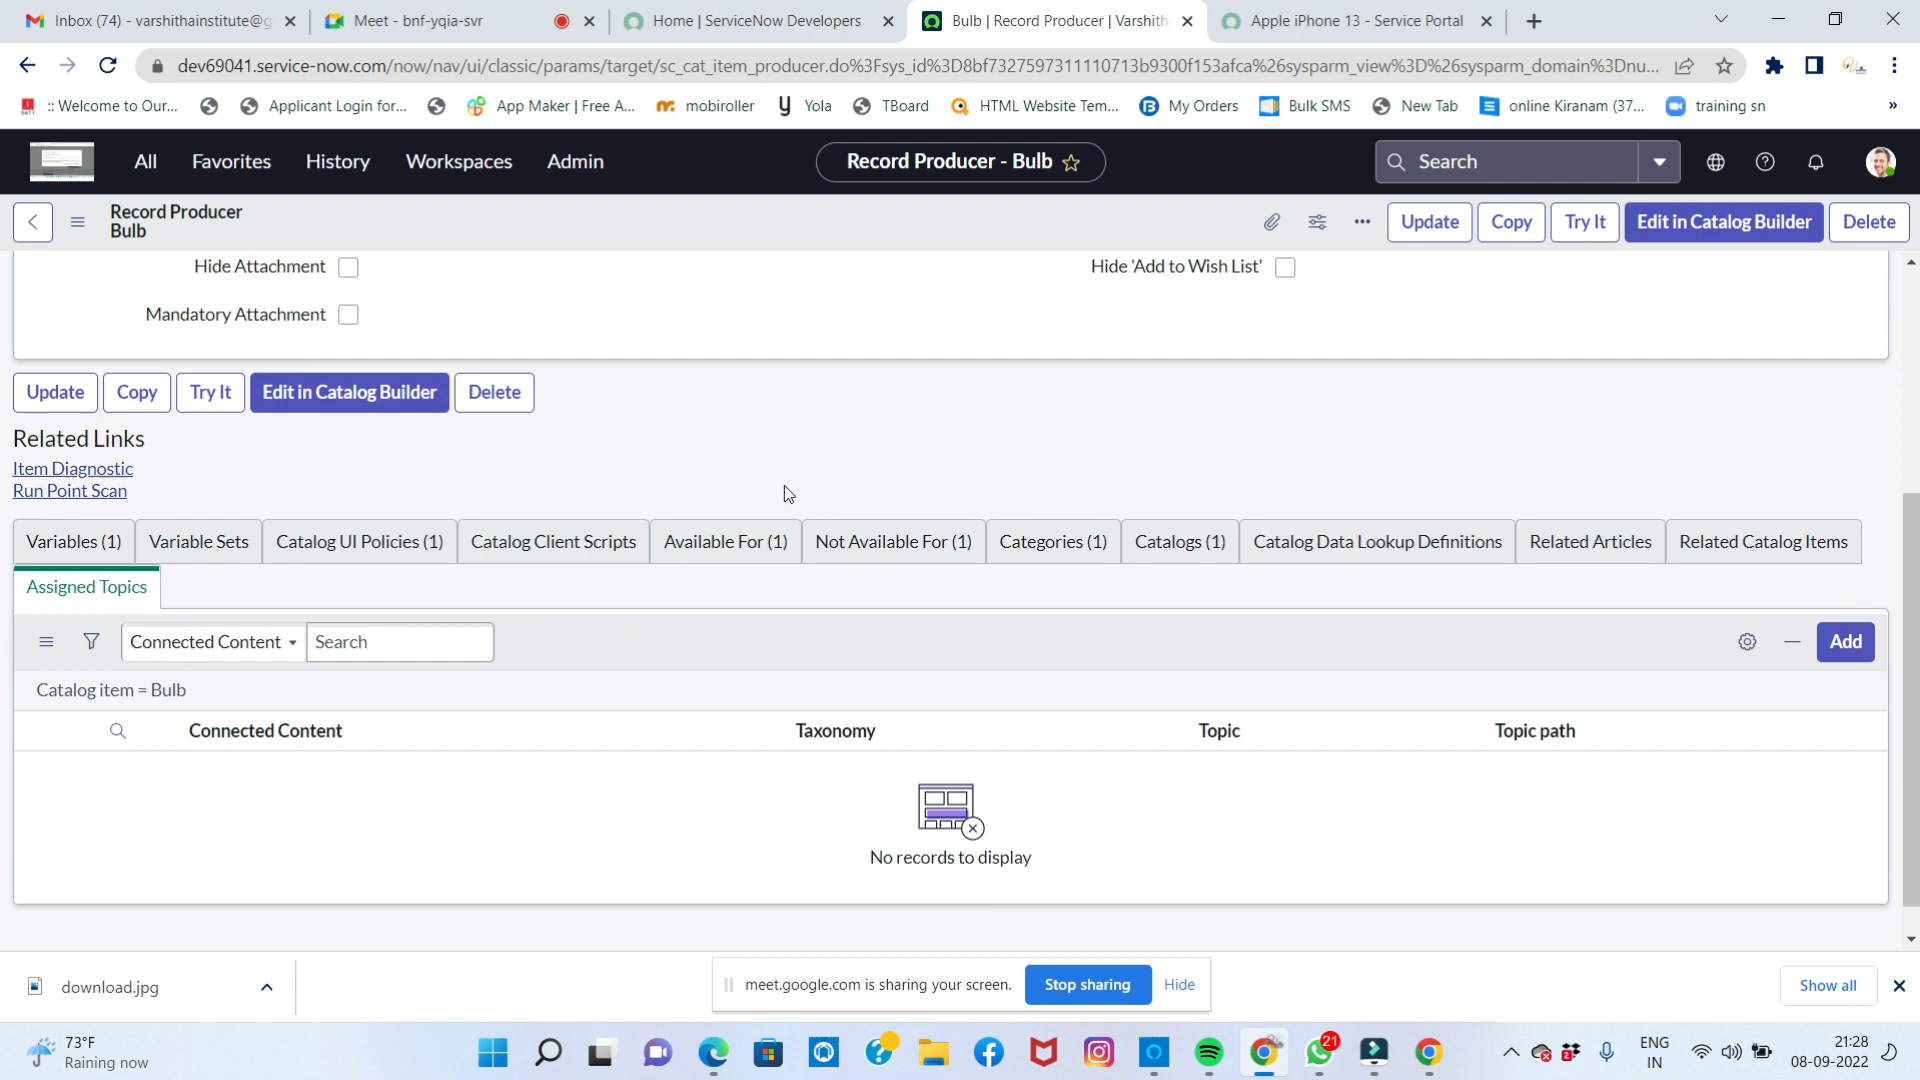 Inbox (74) - varshithainstitute@g
Meet - bnf-yqia-svr
Home | ServiceNow Developers
Bulb | Record Producer | Varshith
Apple iPhone 13 - Service Portal
dev69041.service-now.com/now/nav/ui/classic/params/target/sc_cat_item_producer.do%3Fsys_id%3D8bf7327597311110713b9300f153afca%26sysparm_view%3D%26sysparm_domain%3Dnu...
:: Welcome to Our...
Applicant Login for...
App Maker | Free A...
mobiroller
Yola
TBoard
HTML Website Tem...
My Orders
Bulk SMS
New Tab
online Kiranam (37...
training sn
»
All
Favorites
History
Workspaces
Admin
Record Producer - Bulb
Search
Record Producer
Bulb
Update
Copy
Try It
Edit in Catalog Builder
Delete
Hide Attachment
Hide 'Add to Wish List'
Mandatory Attachment
Update
Copy
Try It
Edit in Catalog Builder
Delete
Related Links
Item Diagnostic
Run Point Scan
Variables (1)
Variable Sets
Catalog UI Policies (1)
Catalog Client Scripts
Available For (1)
Not Available For (1)
Categories (1)
Catalogs (1)
Catalog Data Lookup Definitions
Related Articles
Related Catalog Items
Assigned Topics
Connected Content
Search
Add
Catalog item = Bulb
Connected Content
Taxonomy
Topic
Topic path
No records to display
download.jpg
meet.google.com is sharing your screen.
Stop sharing
Hide
Show all
73°F
Raining now
21
ENG
IN
21:28
08-09-2022